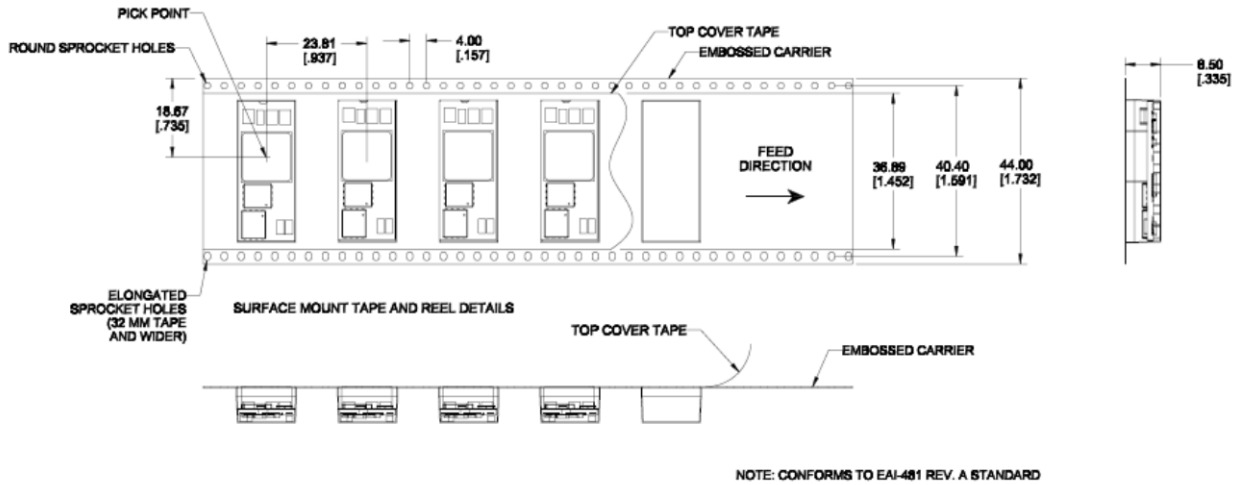 PICK POINT
ROUND SPROCKET HOLES
23.81
[.937]
4.00
[.157]
TOP COVER TAPE
EMBOSSED CARRIER
8.50
[.335]
18.67
[.735]
FEED
DIRECTION
36.89
[1.452]
40.40
[1.591]
44.00
[1.732]
ELONGATED
SPROCKET HOLES
(32 MM TAPE
AND WIDER)
SURFACE MOUNT TAPE AND REEL DETAILS
TOP COVER TAPE
EMBOSSED CARRIER
NOTE: CONFORMS TO EAI-481 REV. A STANDARD